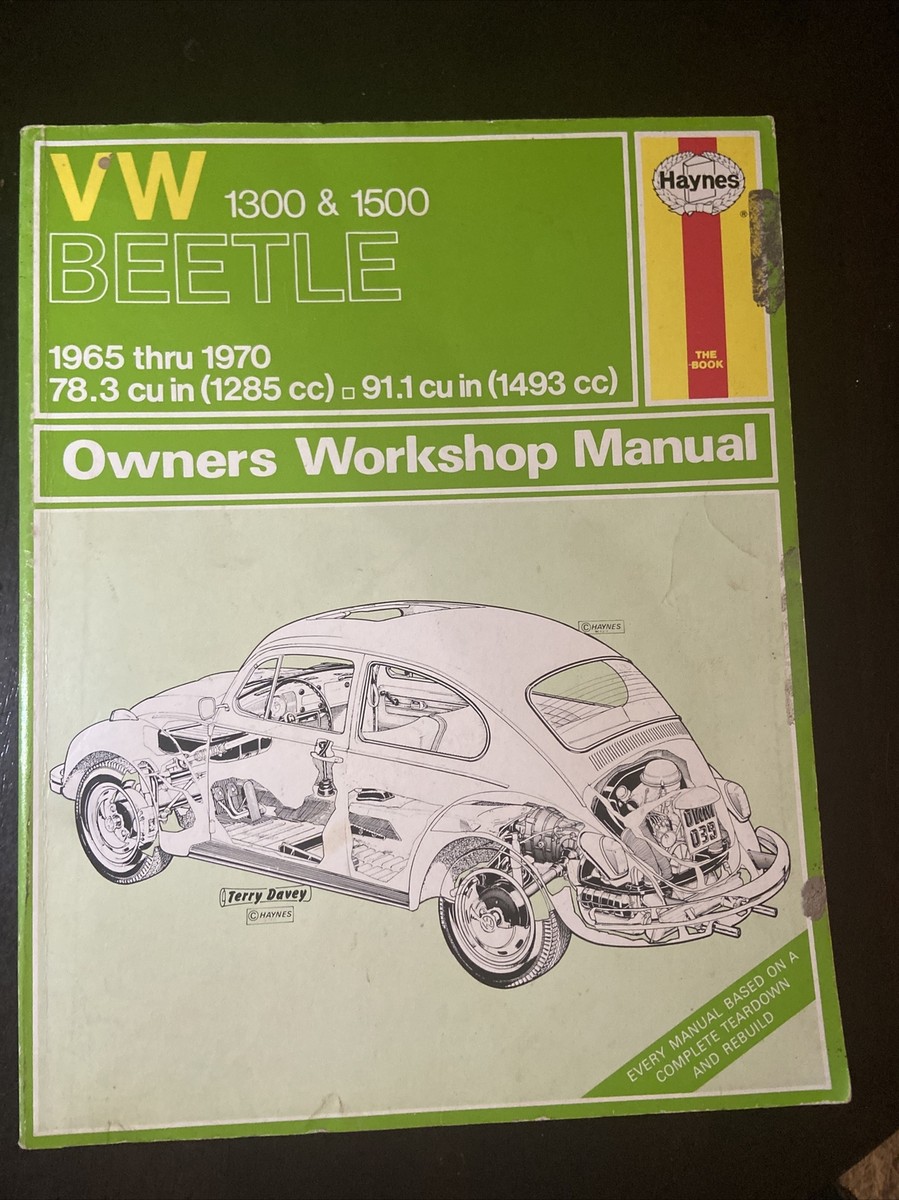 VW 1300 & 1500
BEETLE
1965 thru 1970
78.3 cu in (1285 cc) □ 91.1 cu in (1493 cc)
Haynes
®
THE
BOOK
Owners Workshop Manual
© HAYNES
Terry Davey
© HAYNES
EVERY MANUAL BASED ON A
COMPLETE TEARDOWN
AND REBUILD